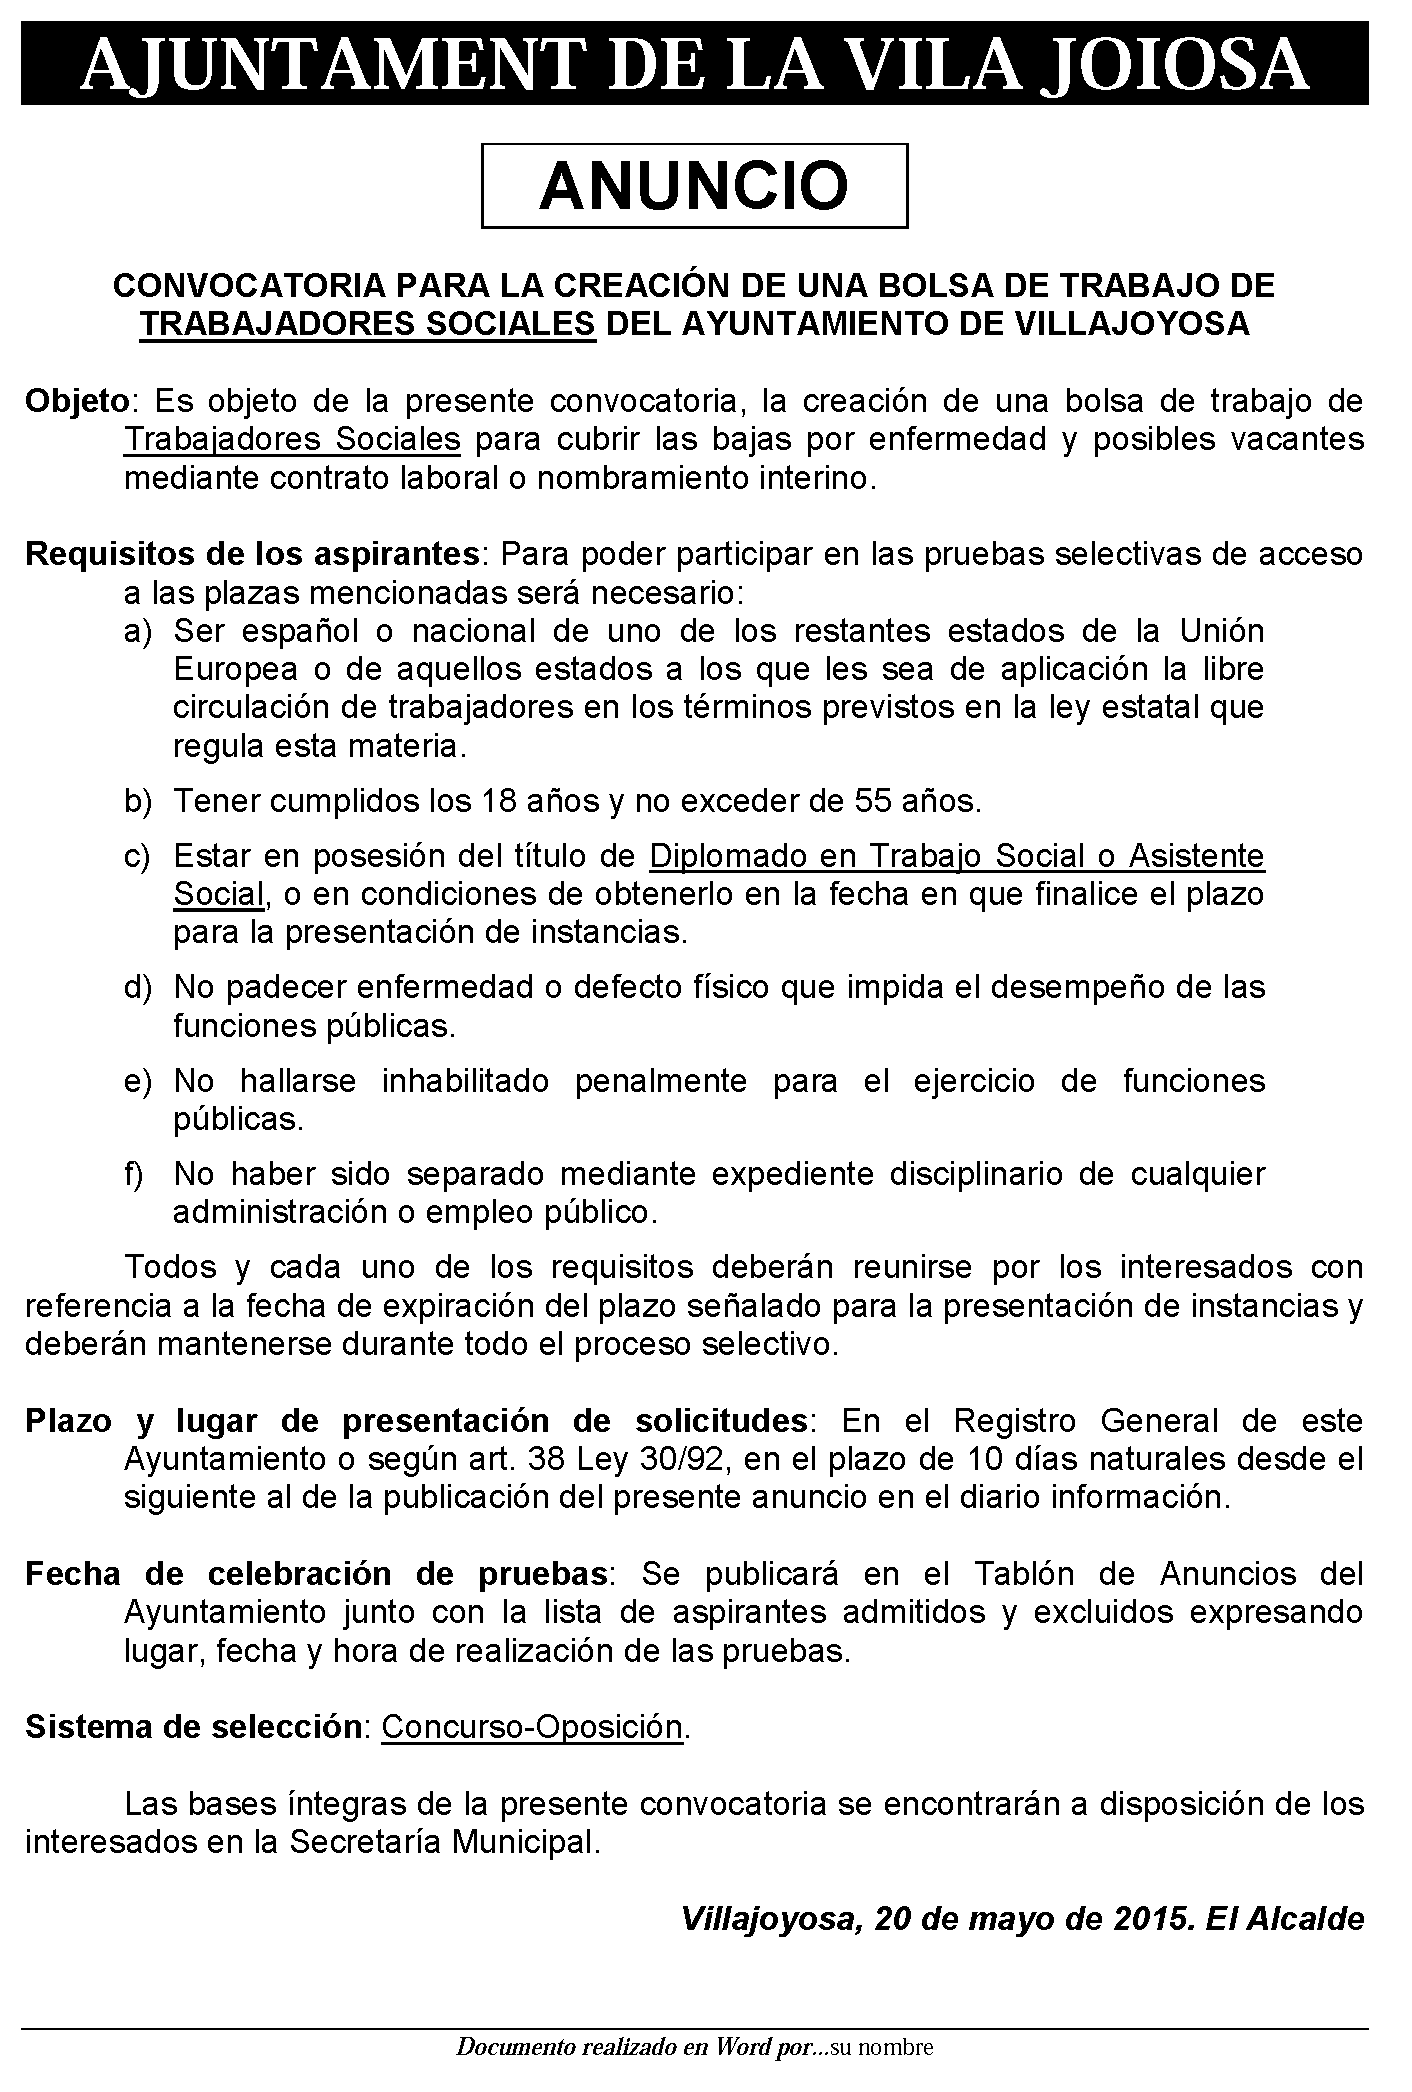 AJUNTAMENT DE LA VILA JOIOSA
ANUNCIO
CONVOCATORIA PARA LA CREACIÓN DE UNA BOLSA DE TRABAJO DE
TRABAJADORES SOCIALES DEL AYUNTAMIENTO DE VILLAJOYOSA
Objeto: Es objeto de la presente convocatoria, la creación de una bolsa de trabajo de
Trabajadores Sociales para cubrir las bajas por enfermedad y posibles vacantes
mediante contrato laboral o nombramiento interino.
Requisitos de los aspirantes: Para poder participar en las pruebas selectivas de acceso
a las plazas mencionadas será necesario:
a) Ser español o nacional de uno de los restantes estados de la Unión
Europea o de aquellos estados a los que les sea de aplicación la libre
circulación de trabajadores en los términos previstos en la ley estatal que
regula esta materia.
b) Tener cumplidos los 18 años y no exceder de 55 años.
c) Estar en posesión del título de Diplomado en Trabajo Social o Asistente
Social, o en condiciones de obtenerlo en la fecha en que finalice el plazo
para la presentación de instancias.
d) No padecer enfermedad o defecto físico que impida el desempeño de las
funciones públicas.
e) No hallarse inhabilitado penalmente para el ejercicio de funciones
públicas.
f) No haber sido separado mediante expediente disciplinario de cualquier
administración o empleo público.
Todos y cada uno de los requisitos deberán reunirse por los interesados con
referencia a la fecha de expiración del plazo señalado para la presentación de instancias y
deberán mantenerse durante todo el proceso selectivo.
Plazo y lugar de presentación de solicitudes: En el Registro General de este
Ayuntamiento o según art. 38 Ley 30/92, en el plazo de 10 días naturales desde el
siguiente al de la publicación del presente anuncio en el diario información.
Fecha de celebración de pruebas: Se publicará en el Tablón de Anuncios del
Ayuntamiento junto con la lista de aspirantes admitidos y excluidos expresando
lugar, fecha y hora de realización de las pruebas.
Sistema de selección: Concurso-Oposición.
Las bases íntegras de la presente convocatoria se encontrarán a disposición de los
interesados en la Secretaría Municipal.
Villajoyosa, 20 de mayo de 2015. El Alcalde
Documento realizado en Word por...su nombre